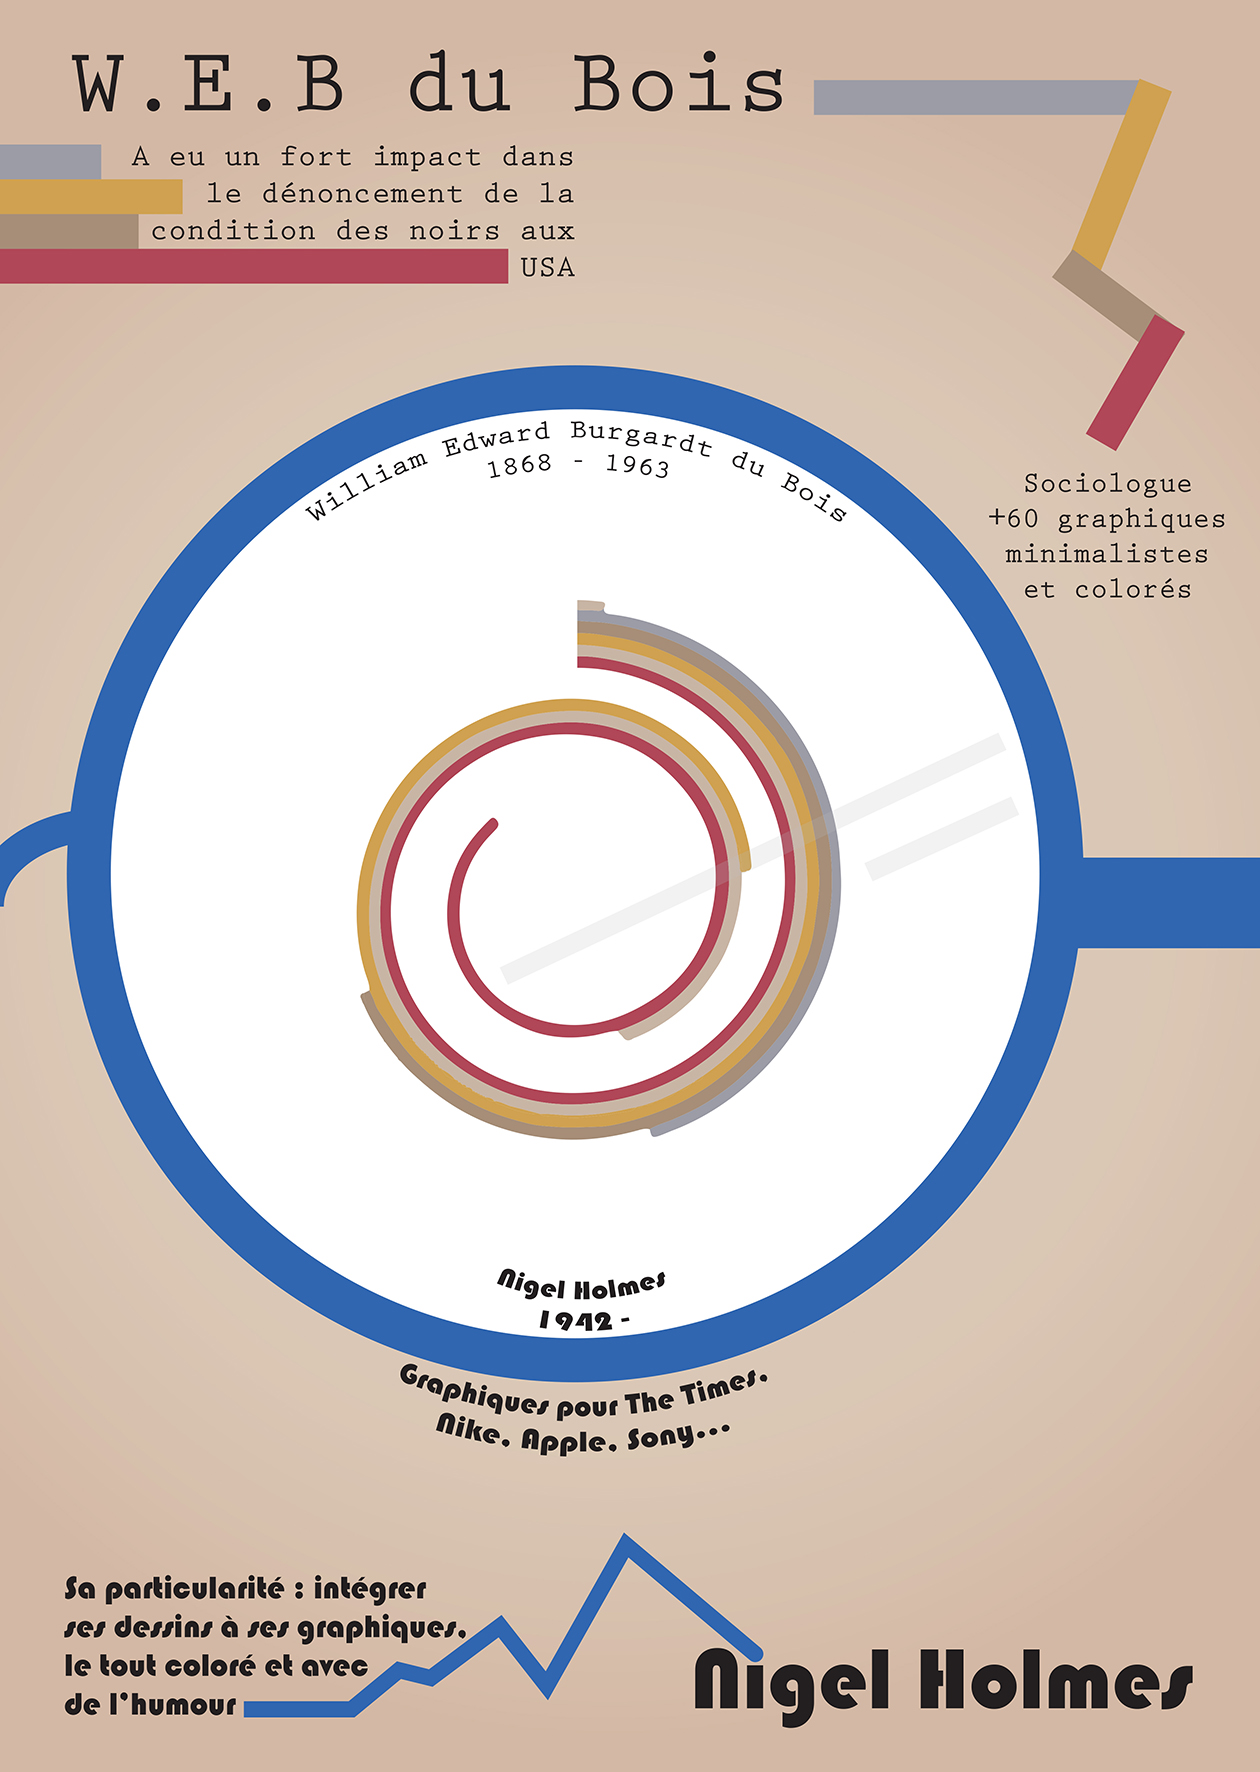 W.E.B du Bois
A eu un fort impact dans
le dénoncement de la
condition des noirs aux
USA
William Edward Burgardt du Bois
1868 - 1963
Sociologue
+60 graphiques
minimalistes
et colorés
Nigel Holmes
1942 -
Graphiques pour The Times,
Nike, Apple, Sony...
Sa particularité : intégrer
ses dessins à ses graphiques,
le tout coloré et avec
de l'humour
Nigel Holmes